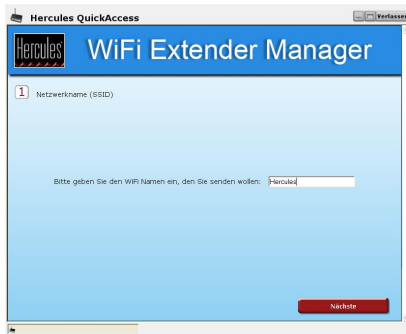 Hercules QuickAccess
Verlassen
Hercules
WiFi Extender Manager
1 Netzwerkname (SSID)
Bitte geben Sie den WiFi Namen ein, den Sie senden wollen: Hercules
Nächste